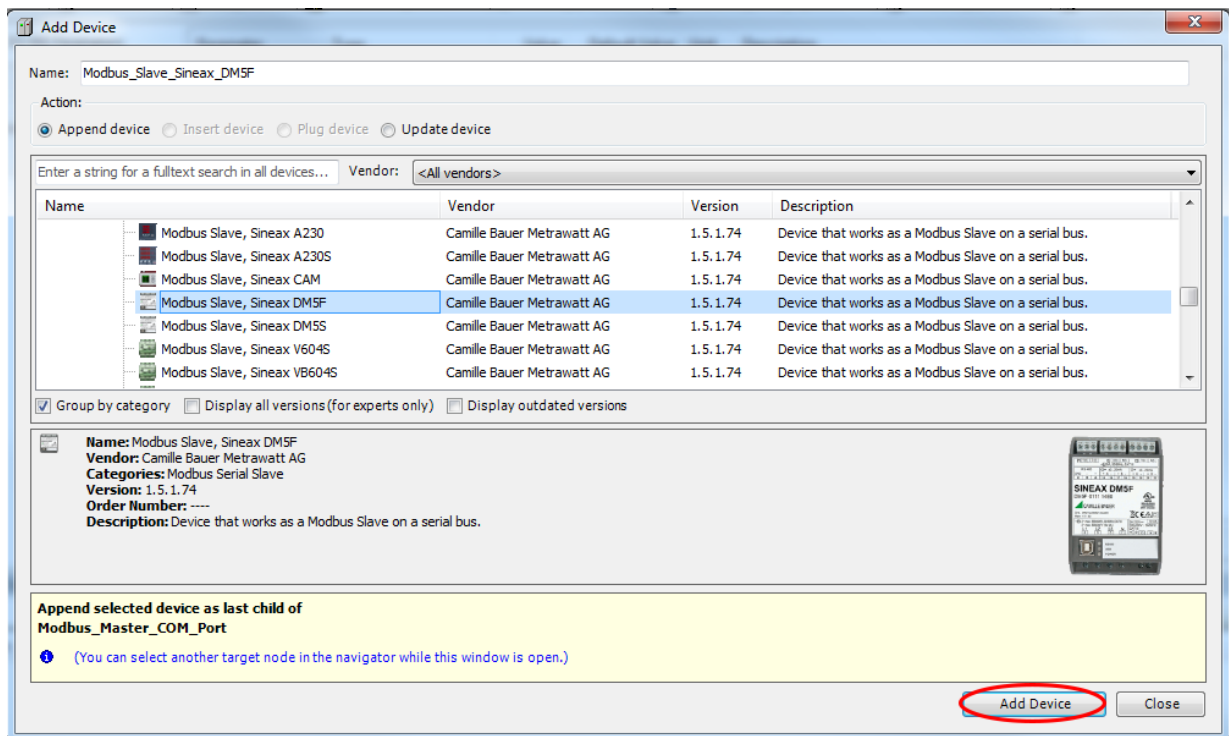 Add Device
Name: Modbus_Slave_Sineax_DM5F
Action:
Append device Insert device Plug device Update device
Enter a string for a fulltext search in all devices... Vendor: <All vendors>
Name Vendor Version Description
Modbus Slave, Sineax A230 Camille Bauer Metrawatt AG 1.5.1.74 Device that works as a Modbus Slave on a serial bus.
Modbus Slave, Sineax A230S Camille Bauer Metrawatt AG 1.5.1.74 Device that works as a Modbus Slave on a serial bus.
Modbus Slave, Sineax CAM Camille Bauer Metrawatt AG 1.5.1.74 Device that works as a Modbus Slave on a serial bus.
Modbus Slave, Sineax DM5F Camille Bauer Metrawatt AG 1.5.1.74 Device that works as a Modbus Slave on a serial bus.
Modbus Slave, Sineax DM5S Camille Bauer Metrawatt AG 1.5.1.74 Device that works as a Modbus Slave on a serial bus.
Modbus Slave, Sineax V604S Camille Bauer Metrawatt AG 1.5.1.74 Device that works as a Modbus Slave on a serial bus.
Modbus Slave, Sineax VB604S Camille Bauer Metrawatt AG 1.5.1.74 Device that works as a Modbus Slave on a serial bus.
Group by category Display all versions (for experts only) Display outdated versions
Name: Modbus Slave, Sineax DM5F
Vendor: Camille Bauer Metrawatt AG
Categories: Modbus Serial Slave
Version: 1.5.1.74
Order Number: ----
Description: Device that works as a Modbus Slave on a serial bus.
SINEAX DM5F
CAMILLE BAUER
Append selected device as last child of
Modbus_Master_COM_Port
(You can select another target node in the navigator while this window is open.)
Add Device Close